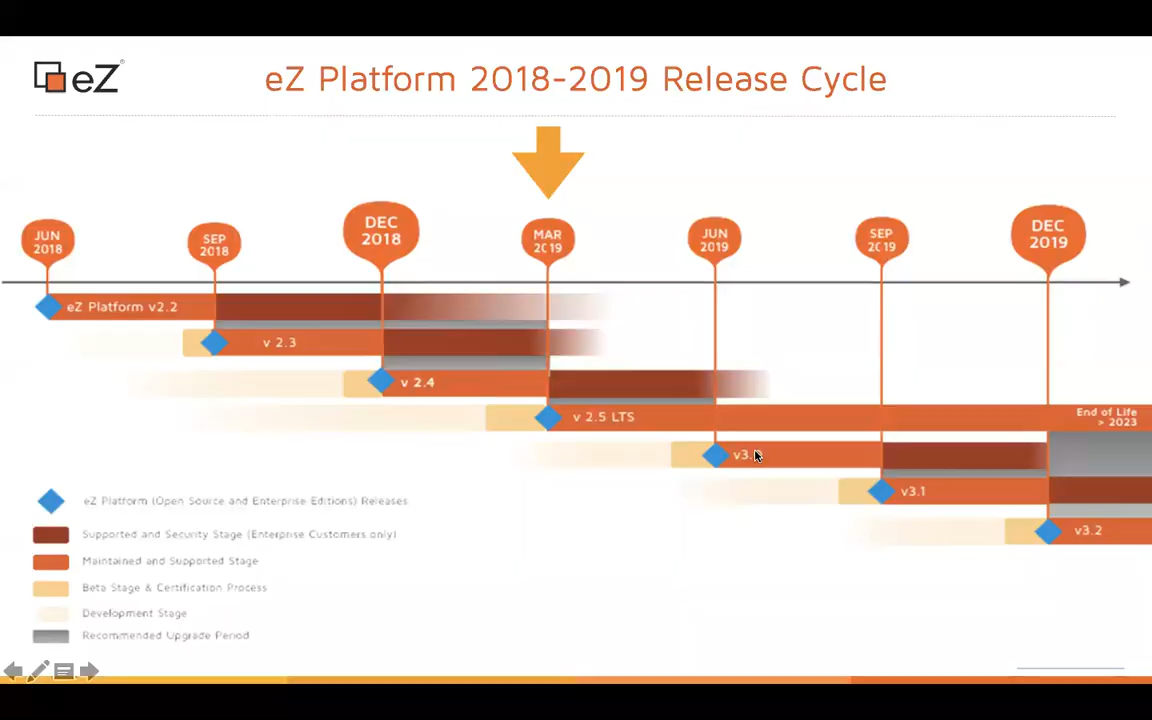 eZ
eZ Platform 2018-2019 Release Cycle
JUN
2018
SEP
2018
DEC
2018
MAR
2019
JUN
2019
SEP
2019
DEC
2019
eZ Platform v2.2
v 2.3
v 2.4
v 2.5 LTS
End of Life
> 2023
v3.
v3.1
v3.2
eZ Platform (Open Source and Enterprise Editions) Releases
Supported and Security Stage (Enterprise Customers only)
Maintained and Supported Stage
Beta Stage & Certification Process
Development Stage
Recommended Upgrade Period